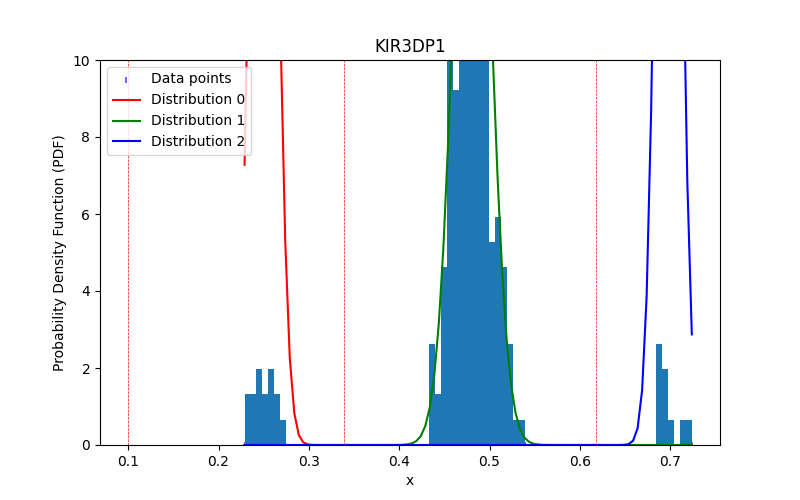 KIR3DP1
Probability Density Function (PDF)
10
8
6
4
2
0
Data points
Distribution 0
Distribution 1
Distribution 2
0.1
0.2
0.3
0.4
0.5
0.6
0.7
x